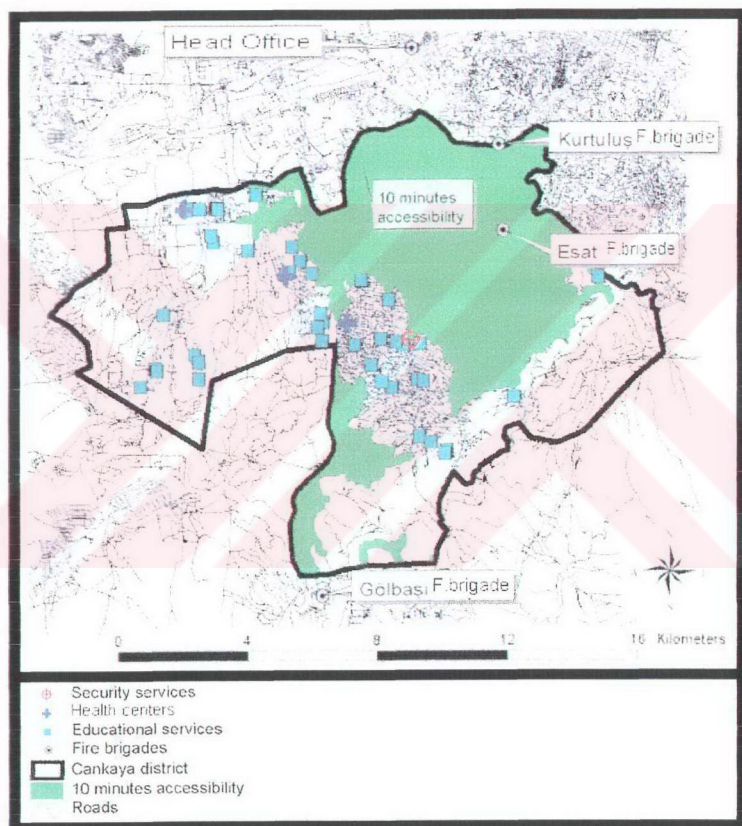 Head Office
Kurtuluş F.brigade
10 minutes
accessibility
Esat F.brigade
Gölbaşı F.brigade
0 4 8 12 16 Kilometers
Security services
Health centers
Educational services
Fire brigades
Cankaya district
10 minutes accessibility
Roads